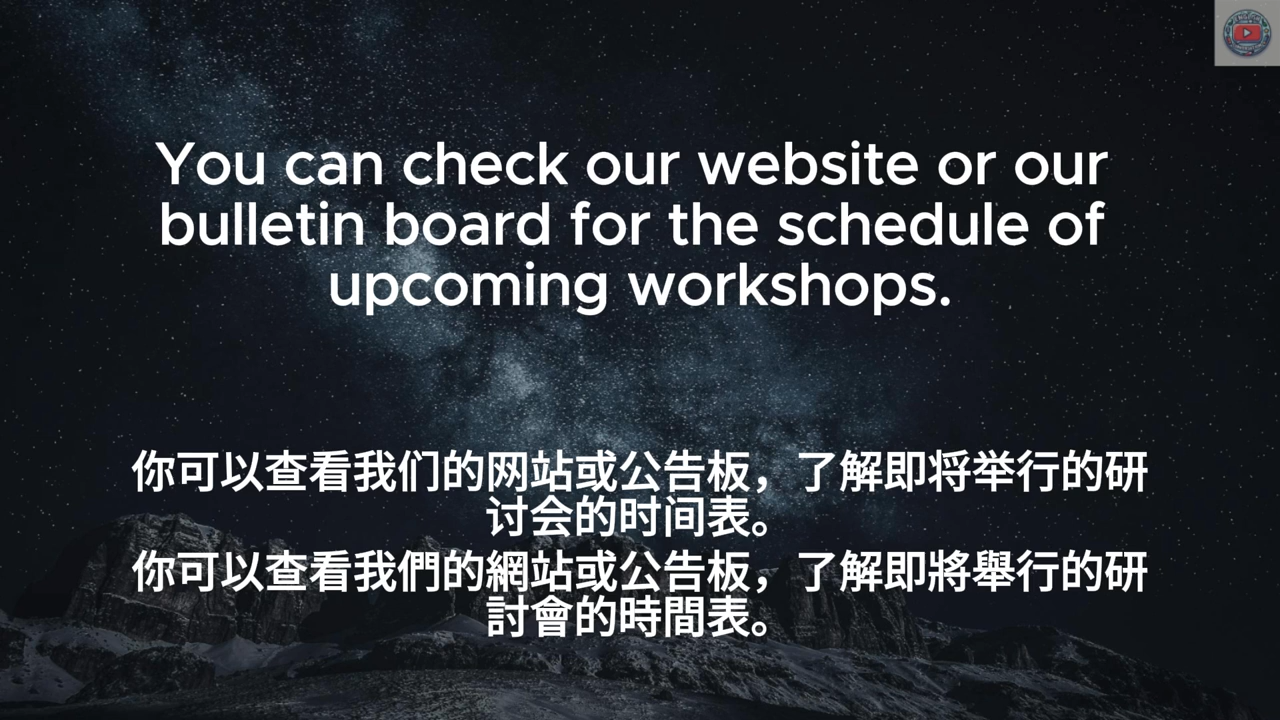 You can check our website or our
bulletin board for the schedule of
upcoming workshops.
你可以查看我们的网站或公告板，了解即将举行的研
讨会的时间表。
你可以查看我們的網站或公告板，了解即將舉行的研
討會的時間表。